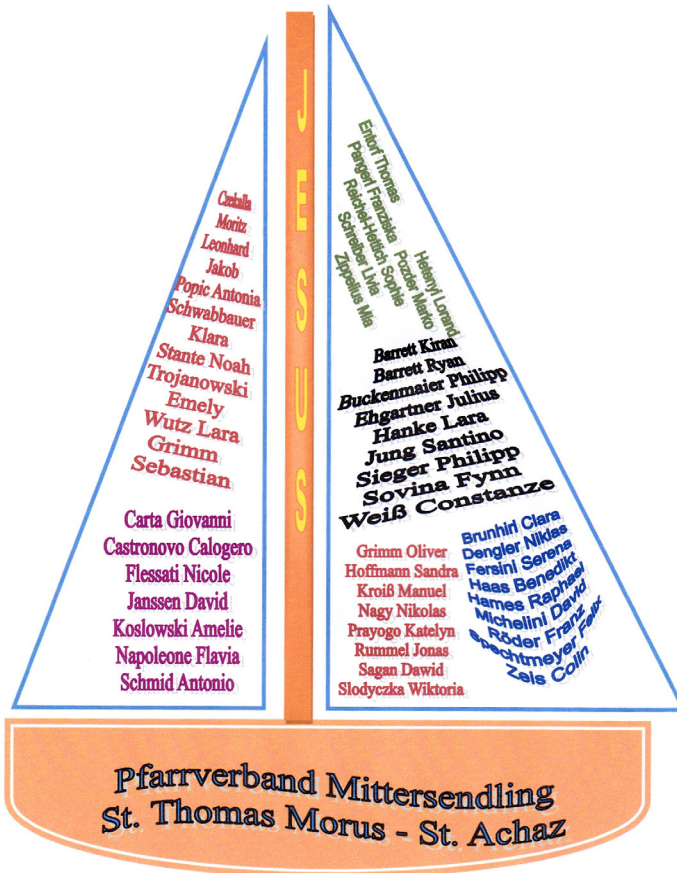 Czekalla
Moritz
Leonhard
Jakob
Popic Antonia
Schwabbauer
Klara
Stante Noah
Trojanowski
Emely
Wutz Lara
Grimm
Sebastian
Carta Giovanni
Castronovo Calogero
Flessati Nicole
Janssen David
Koslowski Amelie
Napoleone Flavia
Schmid Antonio
JESUS
Entorf Thomas
Pangerl Franziska
Reichel-Hettich Sophie
Schreiber Livia
Zippelius Mia
Hetenyi Lorand
Pozder Marko
Barrett Kiran
Barrett Ryan
Buckenmaier Philipp
Ehgartner Julius
Hanke Lara
Jung Santino
Sieger Philipp
Sovina Fynn
Weiß Constanze
Grimm Oliver
Hoffmann Sandra
Kroiß Manuel
Nagy Nikolas
Prayogo Katelyn
Rummel Jonas
Sagan Dawid
Slodyczka Wiktoria
Brunhirl Clara
Dengler Niklas
Fersini Serena
Haas Benedikt
Hames Raphael
Michelini David
Röder Franz
Spechtmeyer Felix
Zels Colin
Pfarrverband Mittersendling
St. Thomas Morus - St. Achaz